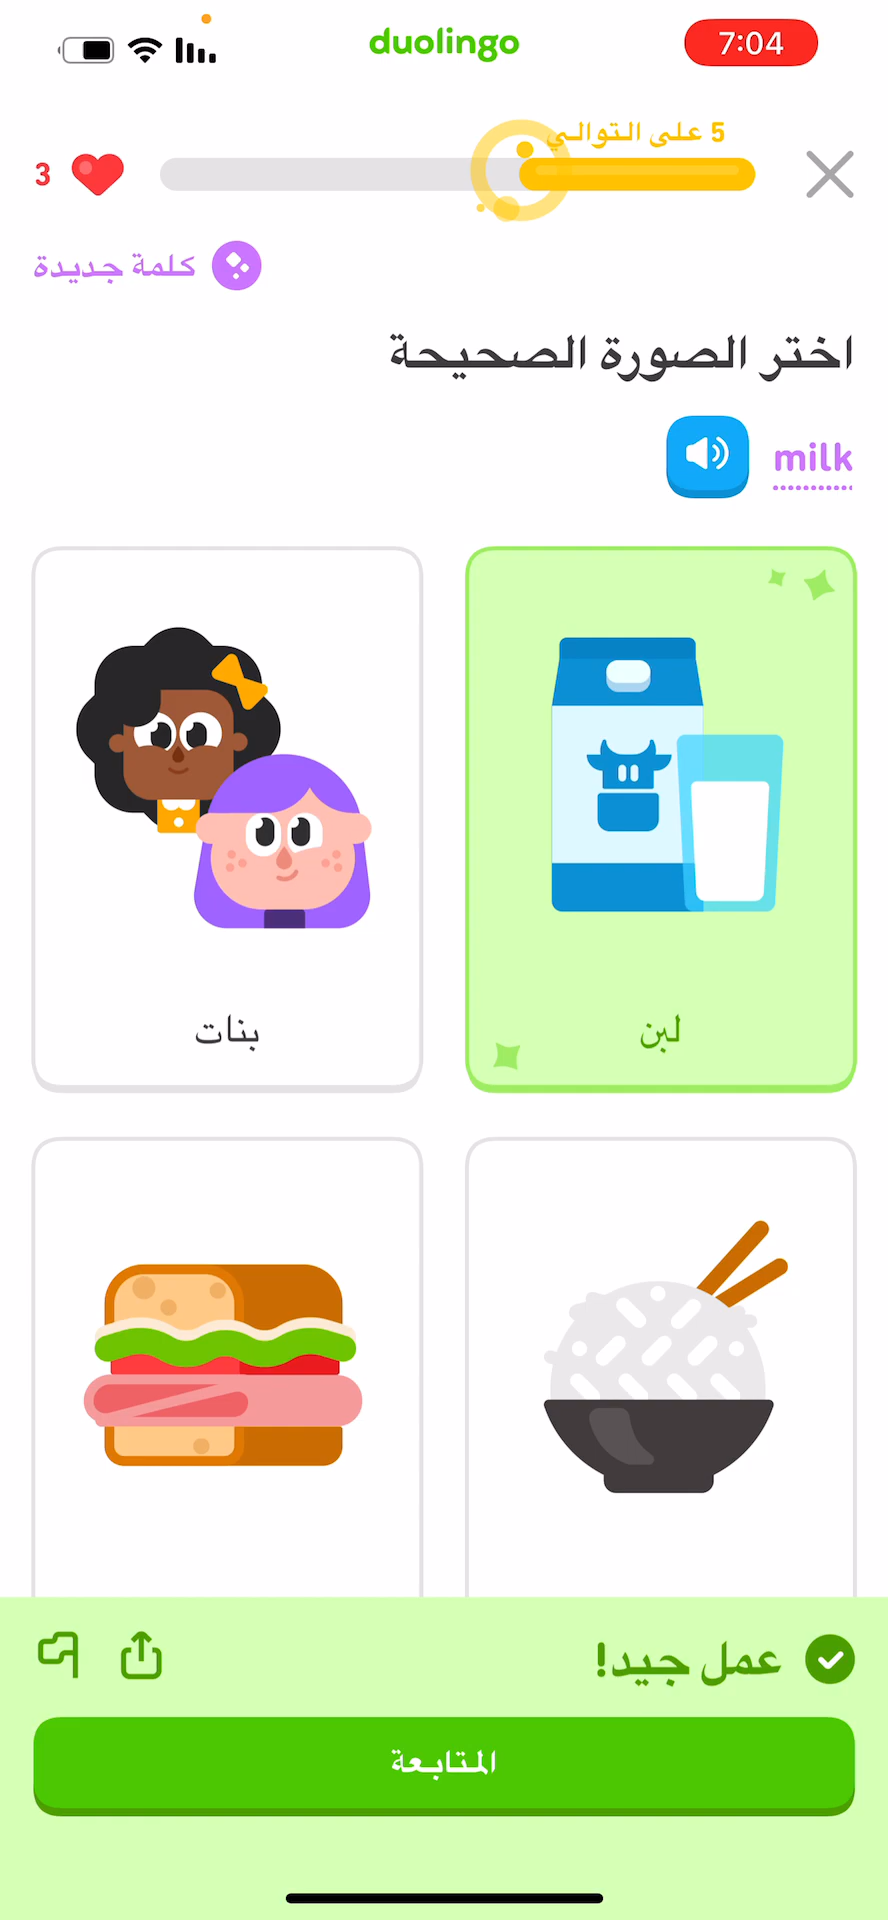 duolingo
7:04
5 على التوالي
3
كلمة جديدة
اختر الصورة الصحيحة
milk
لبن
بنات
عمل جيد!
المتابعة